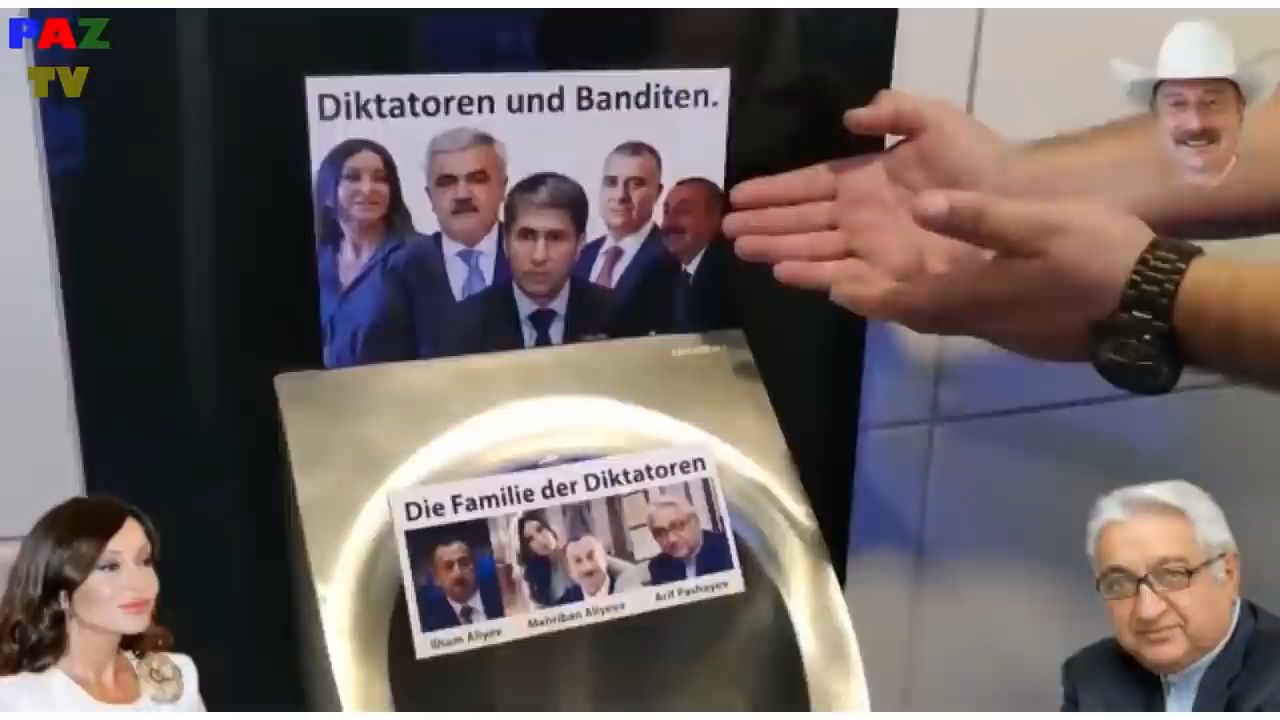 PAZ
TV
Diktatoren und Banditen.
Die Familie der Diktatoren
Ilham Aliyev
Mehriban Aliyeva
Arif Pashayev